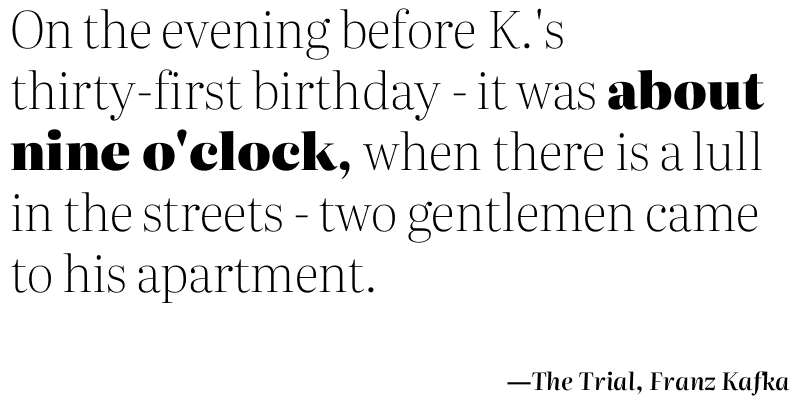 On the evening before K.'s
thirty-first birthday - it was about
nine o'clock, when there is a lull
in the streets - two gentlemen came
to his apartment.
—The Trial, Franz Kafka